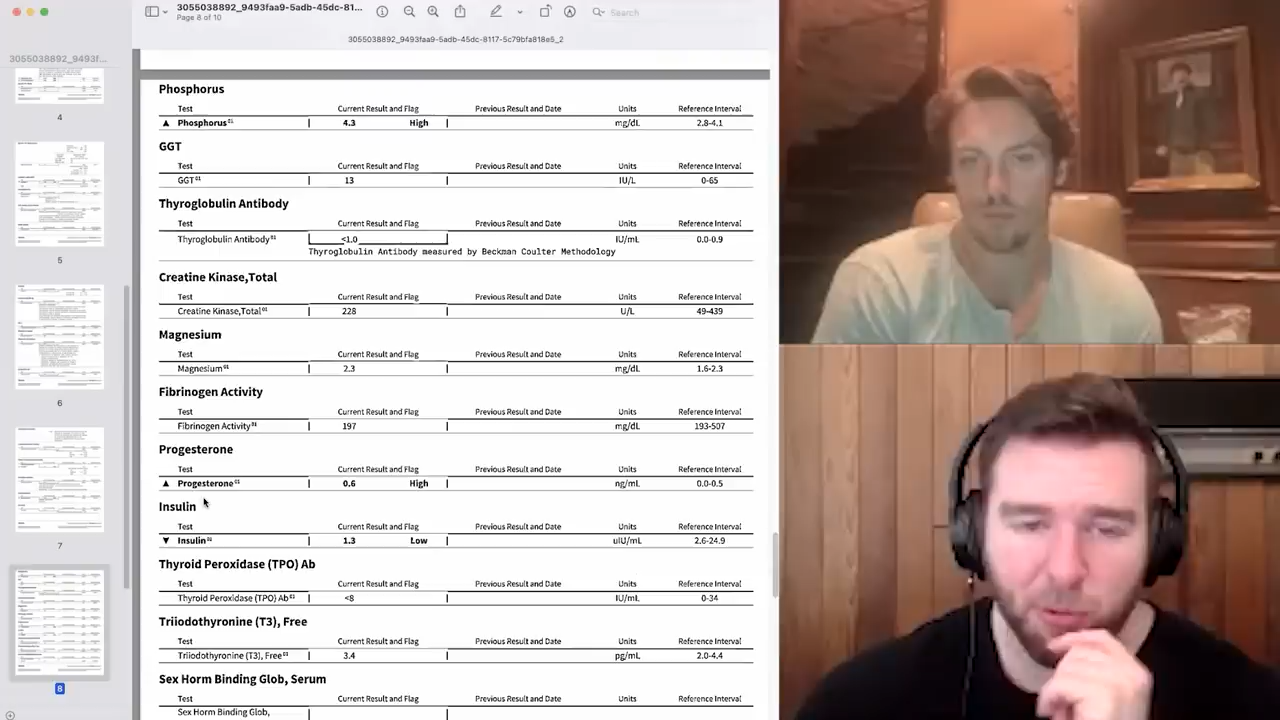 3055038892_9493faa9-5adb-45dc-81...
Page 8 of 10
Search
3055038892_9493f...
3055038892_9493faa9-5adb-45dc-8117-5c79bfa818e5_2
4
5
6
7
8
Phosphorus
Test Current Result and Flag Previous Result and Date Units Reference Interval
▲ Phosphorus 01 4.3 High mg/dL 2.8-4.1
GGT
Test Current Result and Flag Previous Result and Date Units Reference Interval
GGT 01 13 IU/L 0-65
Thyroglobulin Antibody
Test Current Result and Flag Previous Result and Date Units Reference Interval
Thyroglobulin Antibody 01 <1.0 IU/mL 0.0-0.9
Thyroglobulin Antibody measured by Beckman Coulter Methodology
Creatine Kinase,Total
Test Current Result and Flag Previous Result and Date Units Reference Interval
Creatine Kinase,Total 01 228 U/L 49-439
Magnesium
Test Current Result and Flag Previous Result and Date Units Reference Interval
Magnesium 01 2.3 mg/dL 1.6-2.3
Fibrinogen Activity
Test Current Result and Flag Previous Result and Date Units Reference Interval
Fibrinogen Activity 01 197 mg/dL 193-507
Progesterone
Test Current Result and Flag Previous Result and Date Units Reference Interval
▲ Progesterone 01 0.6 High ng/mL 0.0-0.5
Insulin
Test Current Result and Flag Previous Result and Date Units Reference Interval
▼ Insulin 01 1.3 Low uIU/mL 2.6-24.9
Thyroid Peroxidase (TPO) Ab
Test Current Result and Flag Previous Result and Date Units Reference Interval
Thyroid Peroxidase (TPO) Ab 01 <8 IU/mL 0-34
Triiodothyronine (T3), Free
Test Current Result and Flag Previous Result and Date Units Reference Interval
Triiodothyronine (T3), Free 01 3.4 pg/mL 2.0-4.4
Sex Horm Binding Glob, Serum
Test Current Result and Flag Previous Result and Date Units Reference Interval
Sex Horm Binding Glob,